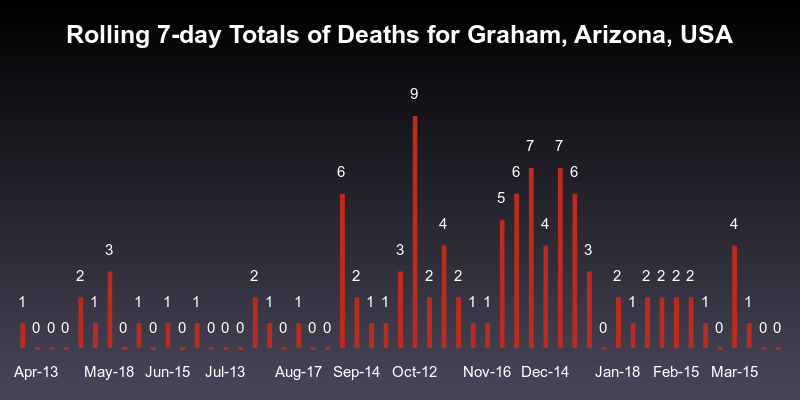 Rolling 7-day Totals of Deaths for Graham, Arizona, USA
1 0 0 0 2 1 3 0 1 0 1 0 1 0 0 0 2 1 0 1 0 0 6 2 1 1 3 9 2 4 2 1 1 5 6 7 4 7 6 3 0 2 1 2 2 2 2 1 0 4 1 0 0
Apr-13 May-18 Jun-15 Jul-13 Aug-17 Sep-14 Oct-12 Nov-16 Dec-14 Jan-18 Feb-15 Mar-15